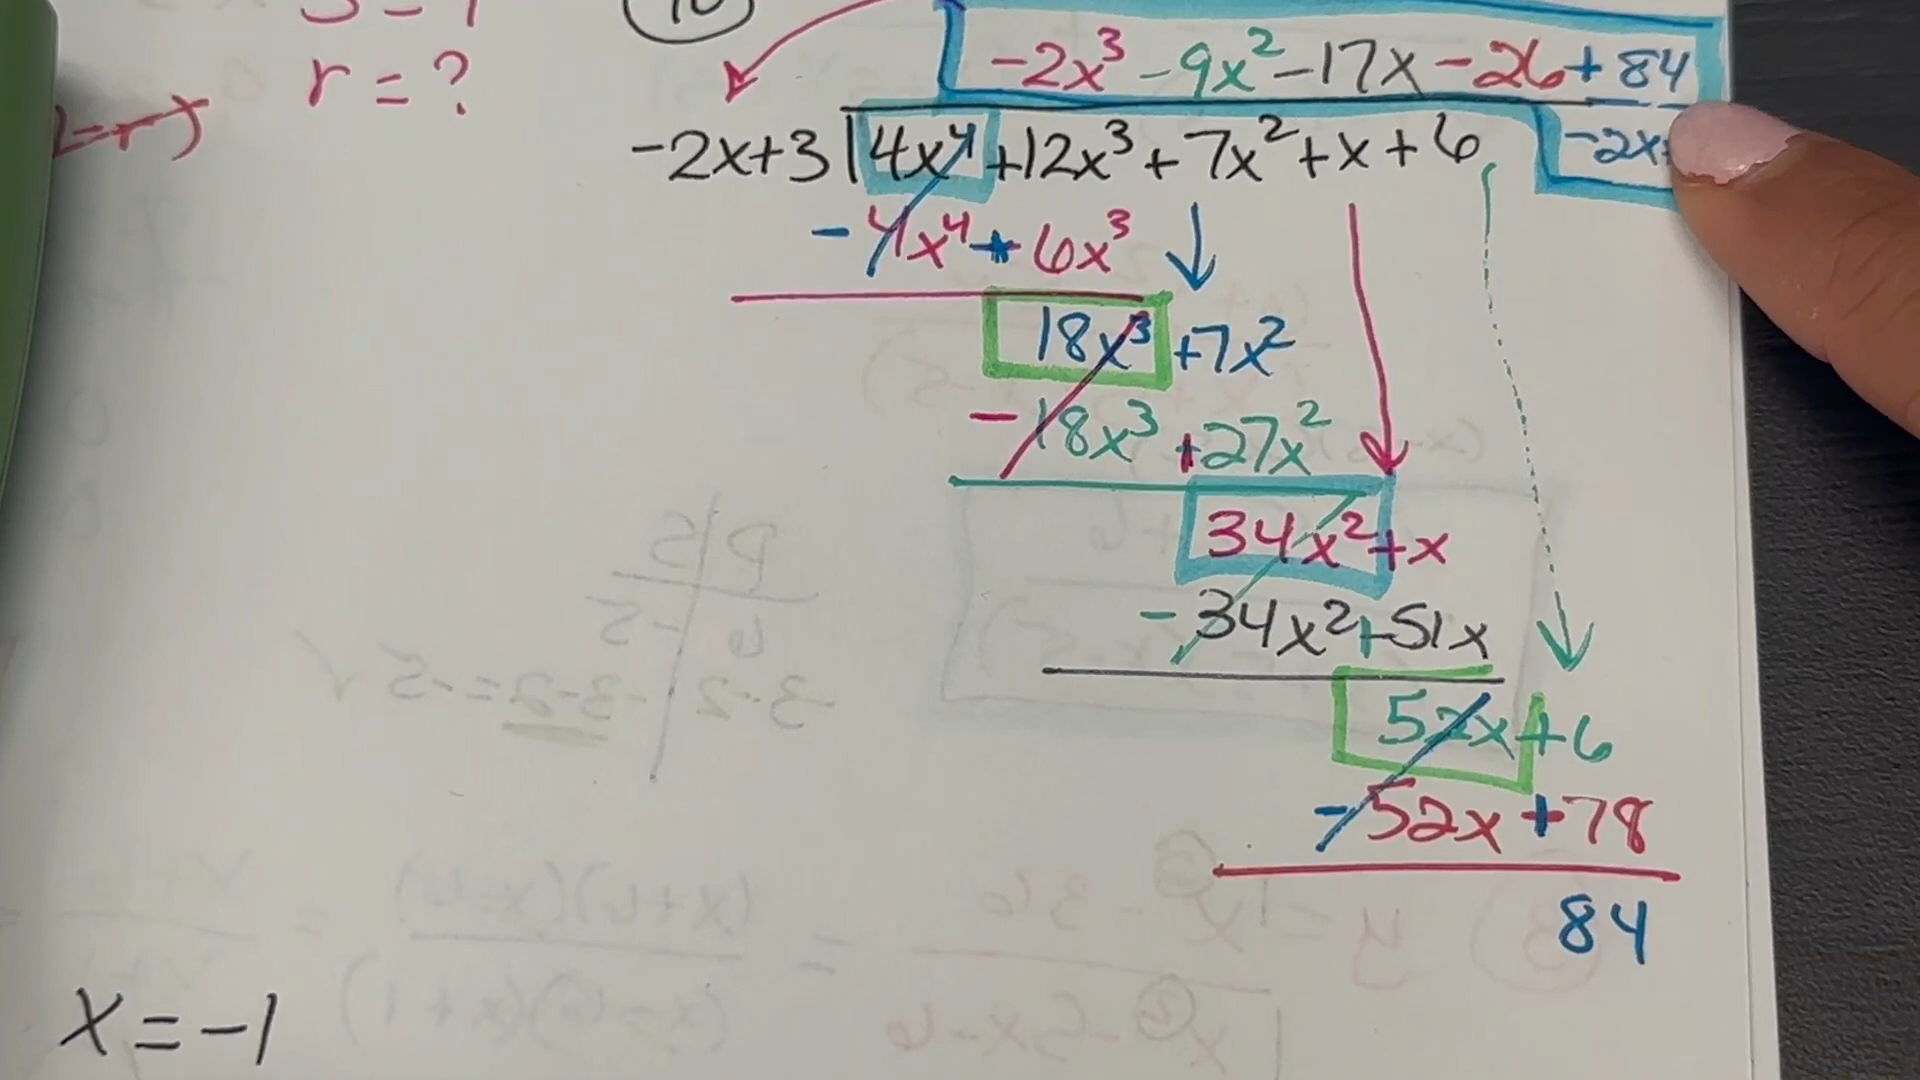 r = ?
-2x³ - 9x² - 17x - 26 + 84
-2x+3 4x⁴ + 12x³ + 7x² + x + 6 -2x
- 4x⁴ + 6x³
18x³ + 7x²
- 18x³ + 27x²
34x² + x
- 34x² + 51x
52x + 6
- 52x + 78
84
x = -1